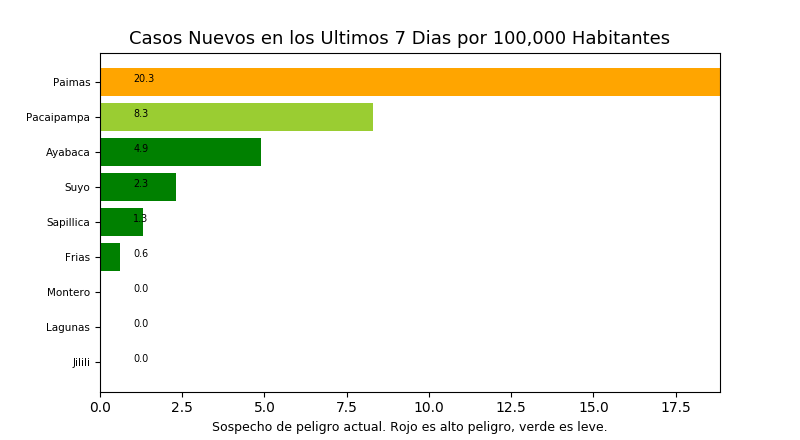 Casos Nuevos en los Ultimos 7 Dias por 100,000 Habitantes
Paimas 20.3
Pacaipampa 8.3
Ayabaca 4.9
Suyo 2.3
Sapillica 1.3
Frias 0.6
Montero 0.0
Lagunas 0.0
Jilili 0.0
0.0 2.5 5.0 7.5 10.0 12.5 15.0 17.5
Sospecho de peligro actual. Rojo es alto peligro, verde es leve.